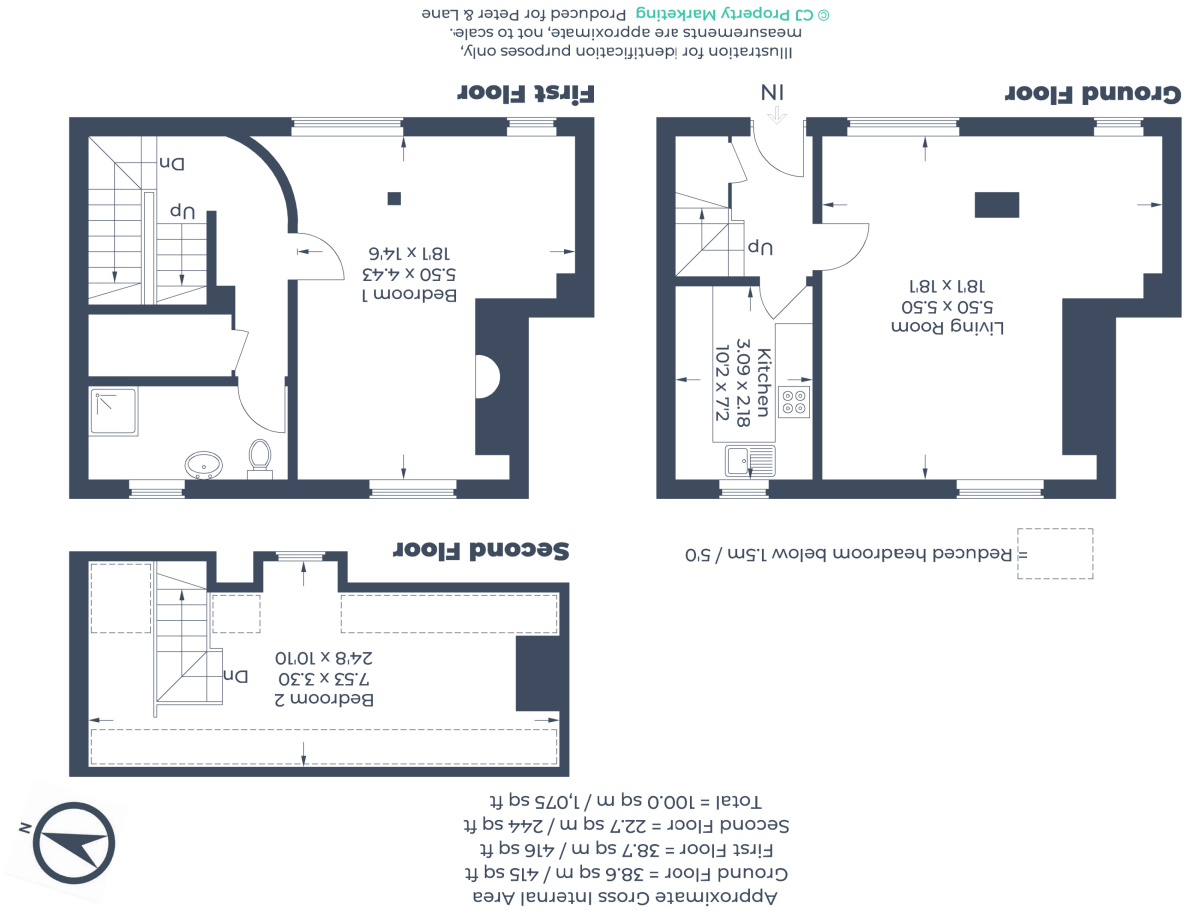 Approximate Gross Internal Area
Ground Floor = 38.6 sq m / 415 sq ft
First Floor = 38.7 sq m / 416 sq ft
Second Floor = 22.7 sq m / 244 sq ft
Total = 100.0 sq m / 1,075 sq ft
N
Bedroom 2
7.53 x 3.30
24'8 x 10'10
Dn
Second Floor
= Reduced headroom below 1.5m / 5'0
Kitchen
3.09 x 2.18
10'2 x 7'2
Living Room
5.50 x 5.50
18'1 x 18'1
Up
IN
Ground Floor
Bedroom 1
5.50 x 4.43
18'1 x 14'6
Up
Dn
First Floor
Illustration for identification purposes only,
measurements are approximate, not to scale.
© CJ Property Marketing Produced for Peter & Lane